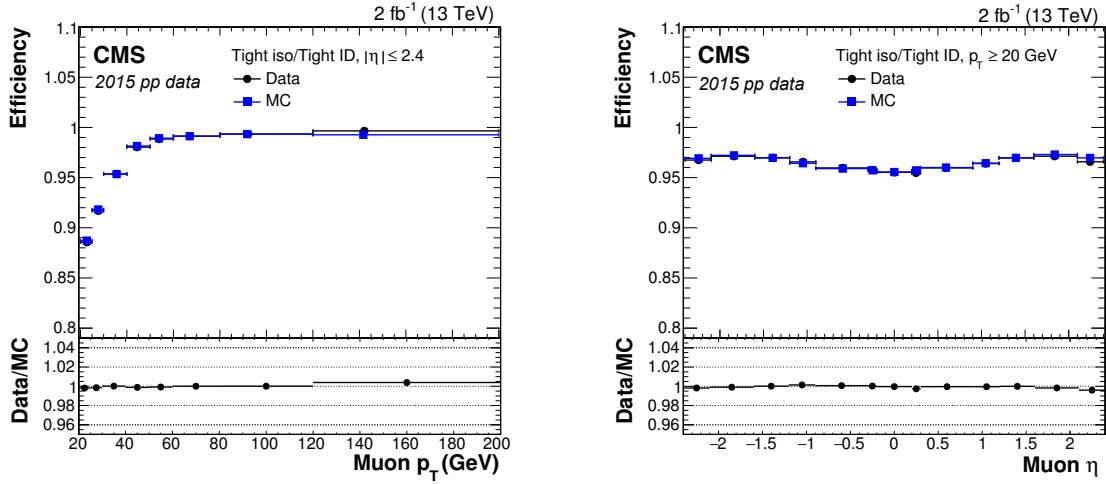 2 fb-1 (13 TeV)
CMS
2015 pp data
Tight iso/Tight ID, |η| ≤ 2.4
Data
MC
Efficiency
1.1
1.05
1
0.95
0.9
0.85
0.8
Data/MC
1.04
1.02
1
0.98
0.96
20 40 60 80 100 120 140 160 180 200
Muon pT (GeV)
2 fb-1 (13 TeV)
CMS
2015 pp data
Tight iso/Tight ID, pT ≥ 20 GeV
Data
MC
Efficiency
1.1
1.05
1
0.95
0.9
0.85
0.8
Data/MC
1.04
1.02
1
0.98
0.96
−2 −1.5 −1 −0.5 0 0.5 1 1.5 2
Muon η